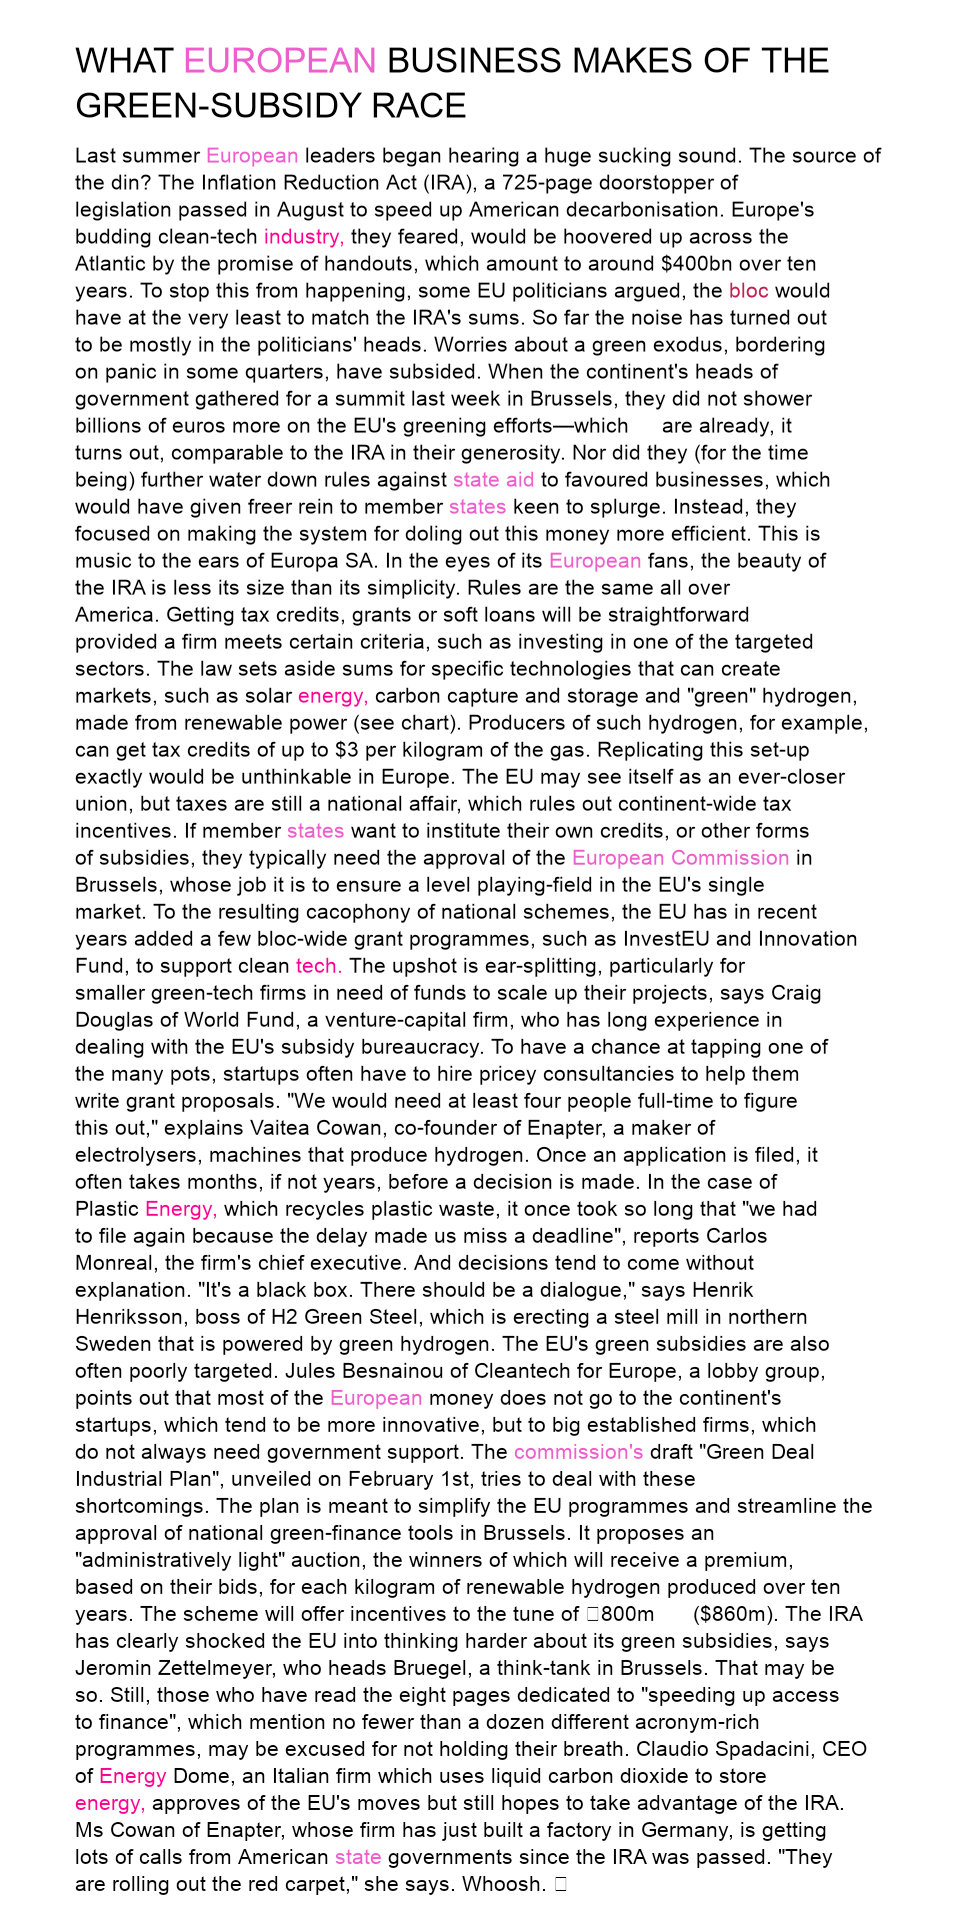 WHAT EUROPEAN BUSINESS MAKES OF THE
GREEN-SUBSIDY RACE
Last summer European leaders began hearing a huge sucking sound. The source of
the din? The Inflation Reduction Act (IRA), a 725-page doorstopper of
legislation passed in August to speed up American decarbonisation. Europe's
budding clean-tech industry, they feared, would be hoovered up across the
Atlantic by the promise of handouts, which amount to around $400bn over ten
years. To stop this from happening, some EU politicians argued, the bloc would
have at the very least to match the IRA's sums. So far the noise has turned out
to be mostly in the politicians' heads. Worries about a green exodus, bordering
on panic in some quarters, have subsided. When the continent's heads of
government gathered for a summit last week in Brussels, they did not shower
billions of euros more on the EU's greening efforts—which are already, it
turns out, comparable to the IRA in their generosity. Nor did they (for the time
being) further water down rules against state aid to favoured businesses, which
would have given freer rein to member states keen to splurge. Instead, they
focused on making the system for doling out this money more efficient. This is
music to the ears of Europa SA. In the eyes of its European fans, the beauty of
the IRA is less its size than its simplicity. Rules are the same all over
America. Getting tax credits, grants or soft loans will be straightforward
provided a firm meets certain criteria, such as investing in one of the targeted
sectors. The law sets aside sums for specific technologies that can create
markets, such as solar energy, carbon capture and storage and "green" hydrogen,
made from renewable power (see chart). Producers of such hydrogen, for example,
can get tax credits of up to $3 per kilogram of the gas. Replicating this set-up
exactly would be unthinkable in Europe. The EU may see itself as an ever-closer
union, but taxes are still a national affair, which rules out continent-wide tax
incentives. If member states want to institute their own credits, or other forms
of subsidies, they typically need the approval of the European Commission in
Brussels, whose job it is to ensure a level playing-field in the EU's single
market. To the resulting cacophony of national schemes, the EU has in recent
years added a few bloc-wide grant programmes, such as InvestEU and Innovation
Fund, to support clean tech. The upshot is ear-splitting, particularly for
smaller green-tech firms in need of funds to scale up their projects, says Craig
Douglas of World Fund, a venture-capital firm, who has long experience in
dealing with the EU's subsidy bureaucracy. To have a chance at tapping one of
the many pots, startups often have to hire pricey consultancies to help them
write grant proposals. "We would need at least four people full-time to figure
this out," explains Vaitea Cowan, co-founder of Enapter, a maker of
electrolysers, machines that produce hydrogen. Once an application is filed, it
often takes months, if not years, before a decision is made. In the case of
Plastic Energy, which recycles plastic waste, it once took so long that "we had
to file again because the delay made us miss a deadline", reports Carlos
Monreal, the firm's chief executive. And decisions tend to come without
explanation. "It's a black box. There should be a dialogue," says Henrik
Henriksson, boss of H2 Green Steel, which is erecting a steel mill in northern
Sweden that is powered by green hydrogen. The EU's green subsidies are also
often poorly targeted. Jules Besnainou of Cleantech for Europe, a lobby group,
points out that most of the European money does not go to the continent's
startups, which tend to be more innovative, but to big established firms, which
do not always need government support. The commission's draft "Green Deal
Industrial Plan", unveiled on February 1st, tries to deal with these
shortcomings. The plan is meant to simplify the EU programmes and streamline the
approval of national green-finance tools in Brussels. It proposes an
"administratively light" auction, the winners of which will receive a premium,
based on their bids, for each kilogram of renewable hydrogen produced over ten
years. The scheme will offer incentives to the tune of 800m ($860m). The IRA
has clearly shocked the EU into thinking harder about its green subsidies, says
Jeromin Zettelmeyer, who heads Bruegel, a think-tank in Brussels. That may be
so. Still, those who have read the eight pages dedicated to "speeding up access
to finance", which mention no fewer than a dozen different acronym-rich
programmes, may be excused for not holding their breath. Claudio Spadacini, CEO
of Energy Dome, an Italian firm which uses liquid carbon dioxide to store
energy, approves of the EU's moves but still hopes to take advantage of the IRA.
Ms Cowan of Enapter, whose firm has just built a factory in Germany, is getting
lots of calls from American state governments since the IRA was passed. "They
are rolling out the red carpet," she says. Whoosh.